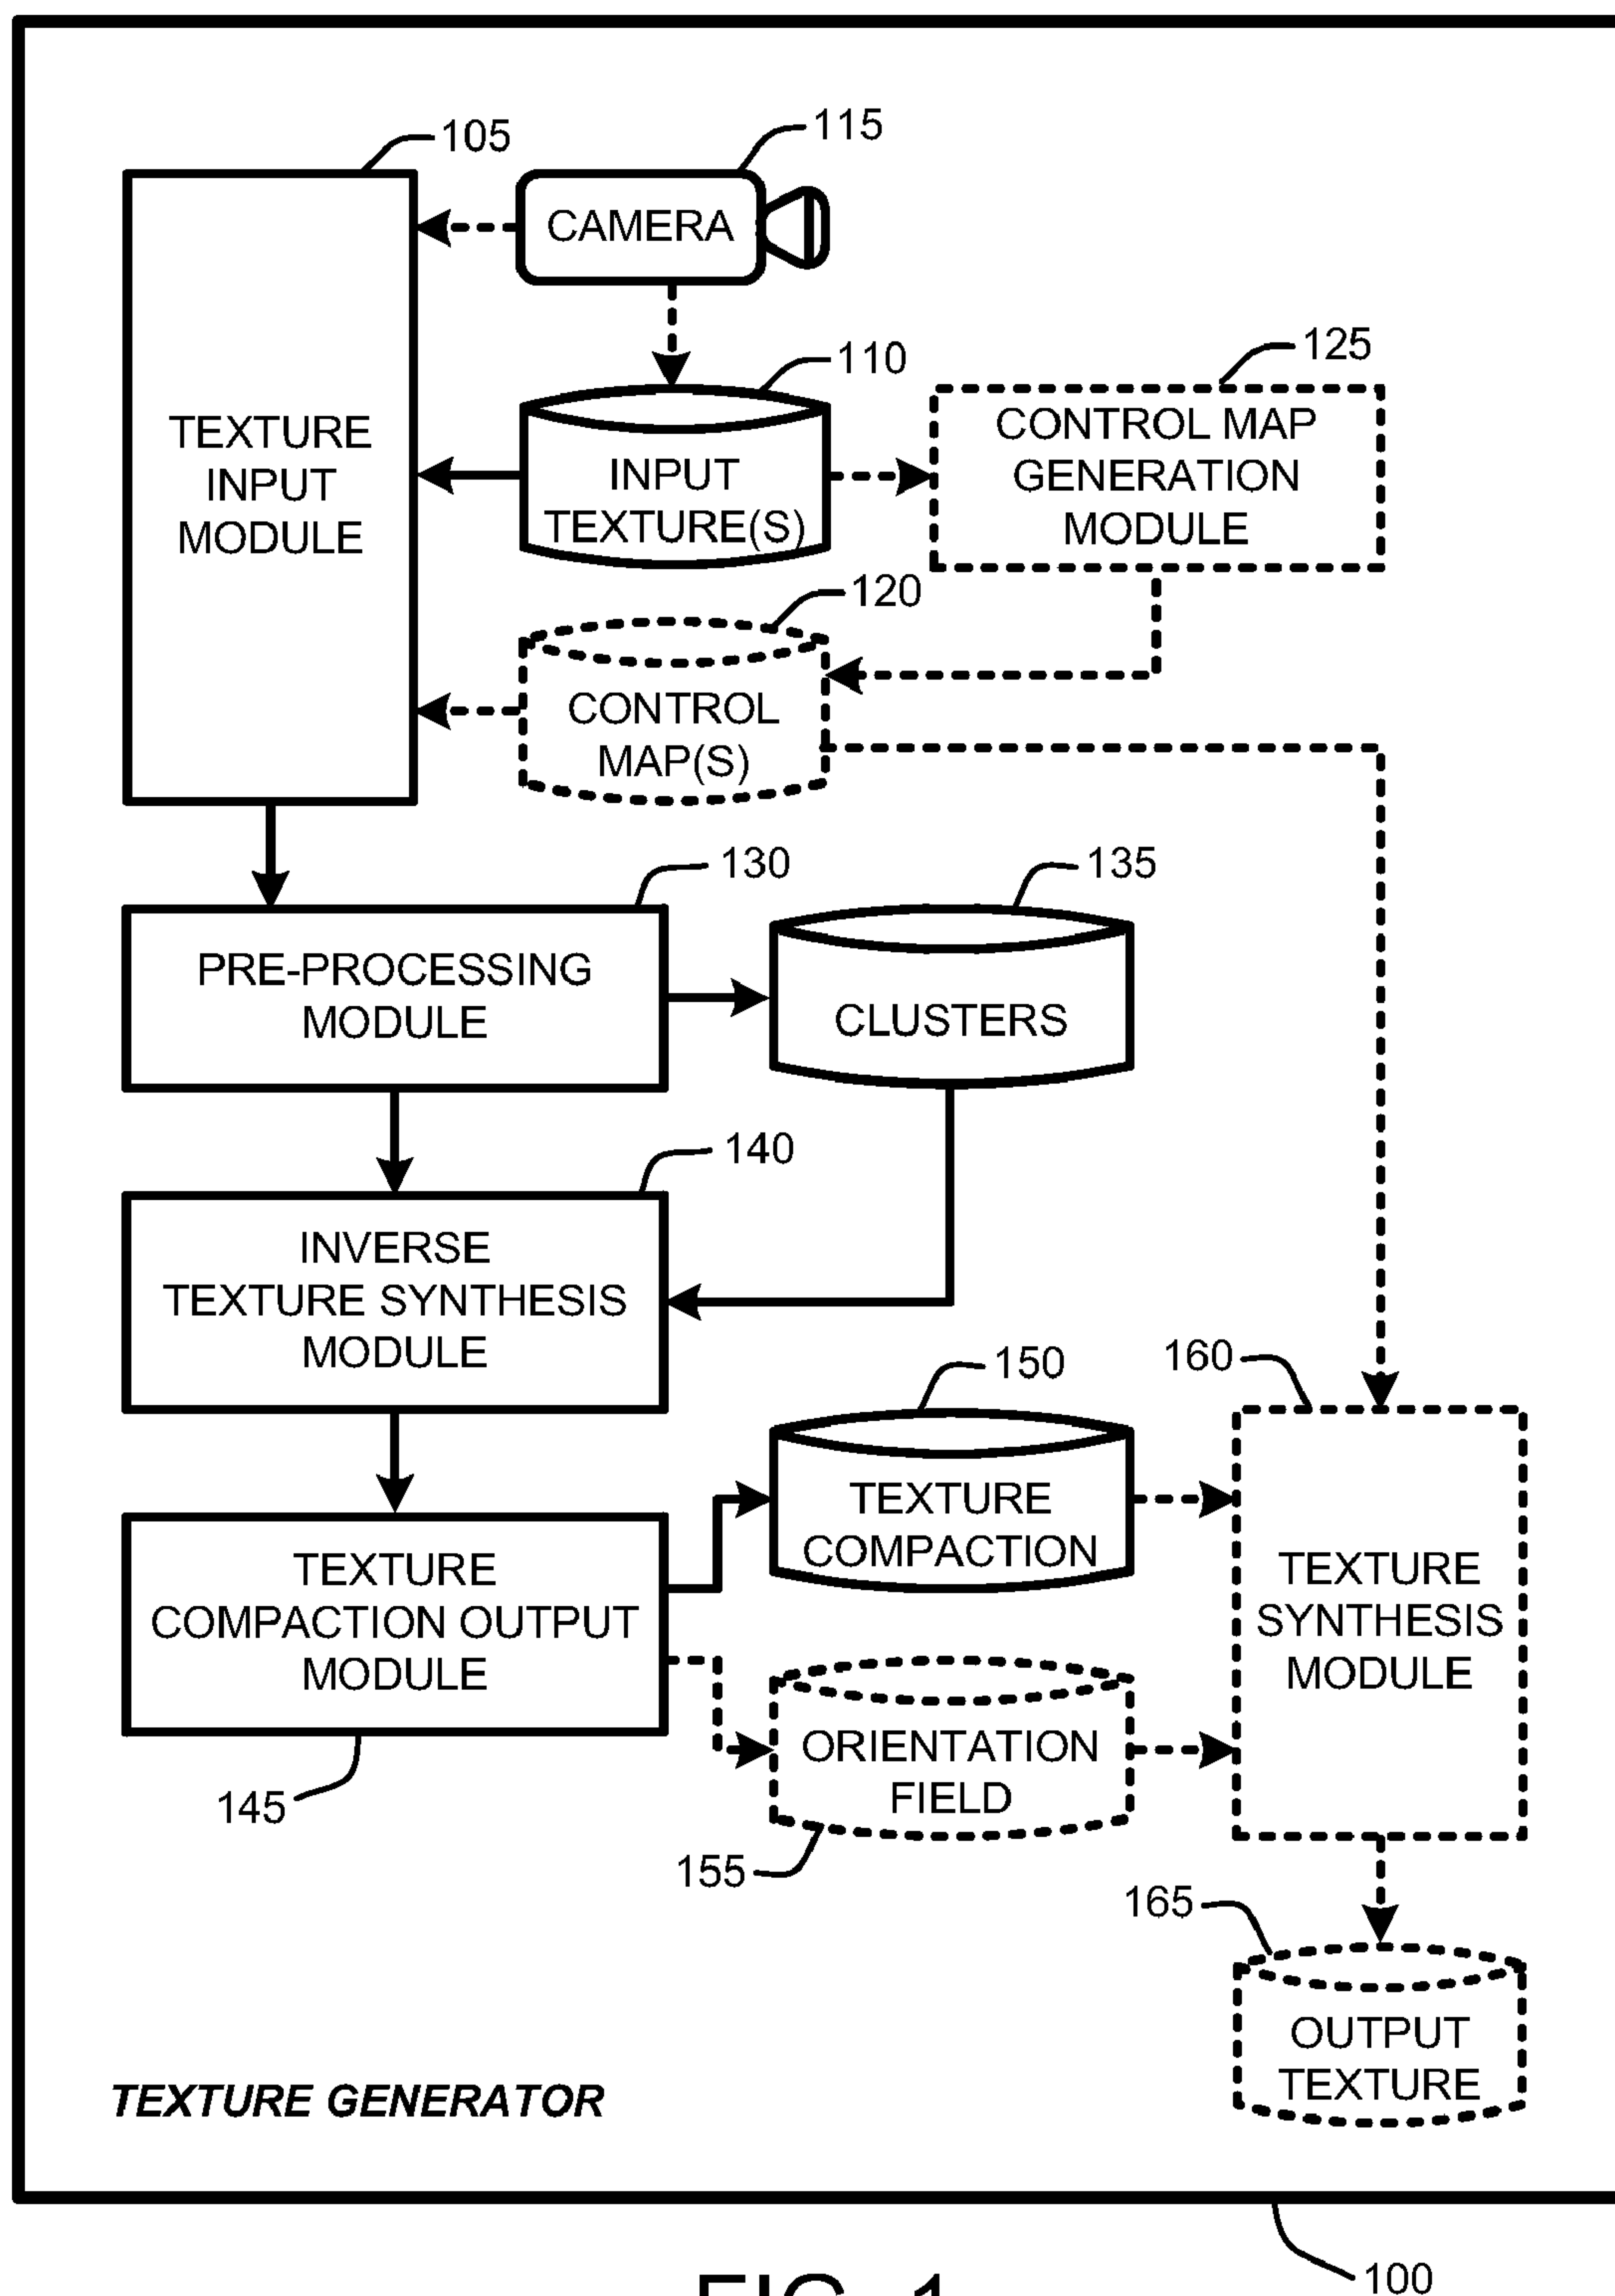 105
115
CAMERA
110
125
TEXTURE
INPUT
MODULE
INPUT
TEXTURE(S)
CONTROL MAP
GENERATION
MODULE
120
CONTROL
MAP(S)
130
135
PRE-PROCESSING
MODULE
CLUSTERS
140
INVERSE
TEXTURE SYNTHESIS
MODULE
150
160
TEXTURE
COMPACTION
TEXTURE
COMPACTION OUTPUT
MODULE
TEXTURE
SYNTHESIS
MODULE
145
ORIENTATION
FIELD
155
165
OUTPUT
TEXTURE
TEXTURE GENERATOR
100
FIG. 1